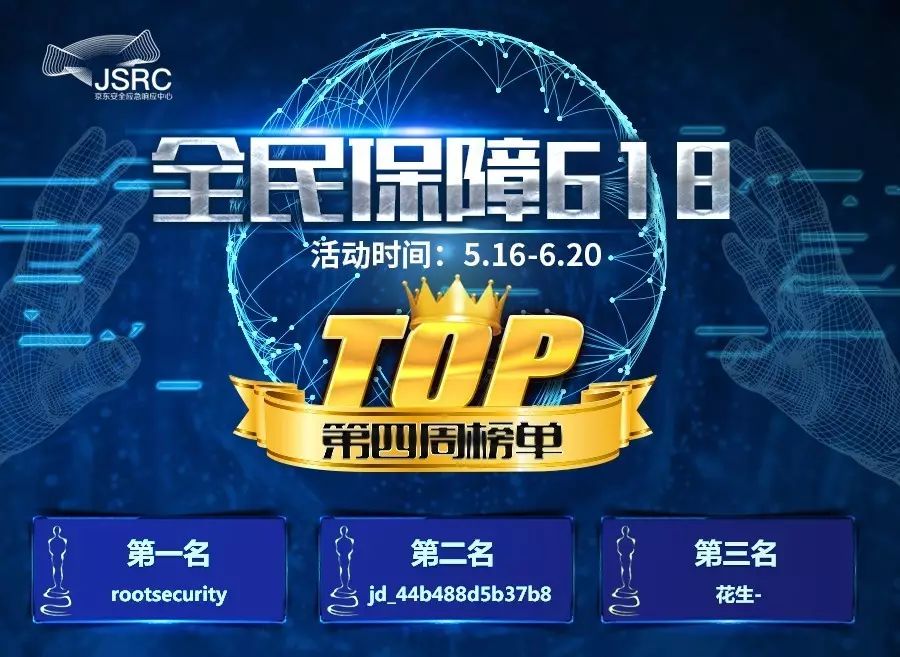 JSRC
京东安全应急响应中心
全民保障618
活动时间：5.16-6.20
TOP
第四周榜单
第一名
rootsecurity
第二名
jd_44b488d5b37b8
第三名
花生-